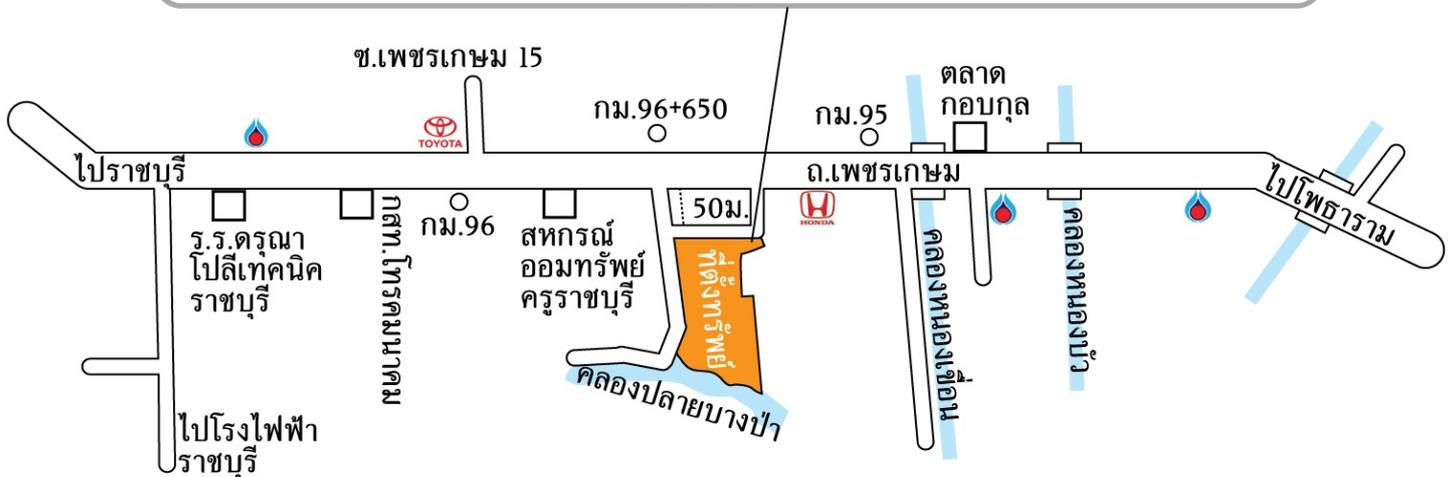 ซ.เพชรเกษม 15
ตลาด
กอบกุล
กม.96+650
กม.95
TOYOTA
ไปราชบุรี
ถ.เพชรเกษม
ไปโพธาราม
50ม.
HONDA
กม.96
ร.ร.ดรุณา
โปลีเทคนิค
ราชบุรี
กสท.โทรคมนาคม
สหกรณ์
ออมทรัพย์
ครูราชบุรี
ที่ตั้งทรัพย์
คลองหนองเขื่อน
คลองหนองบัว
คลองปลายบางป่า
ไปโรงไฟฟ้า
ราชบุรี